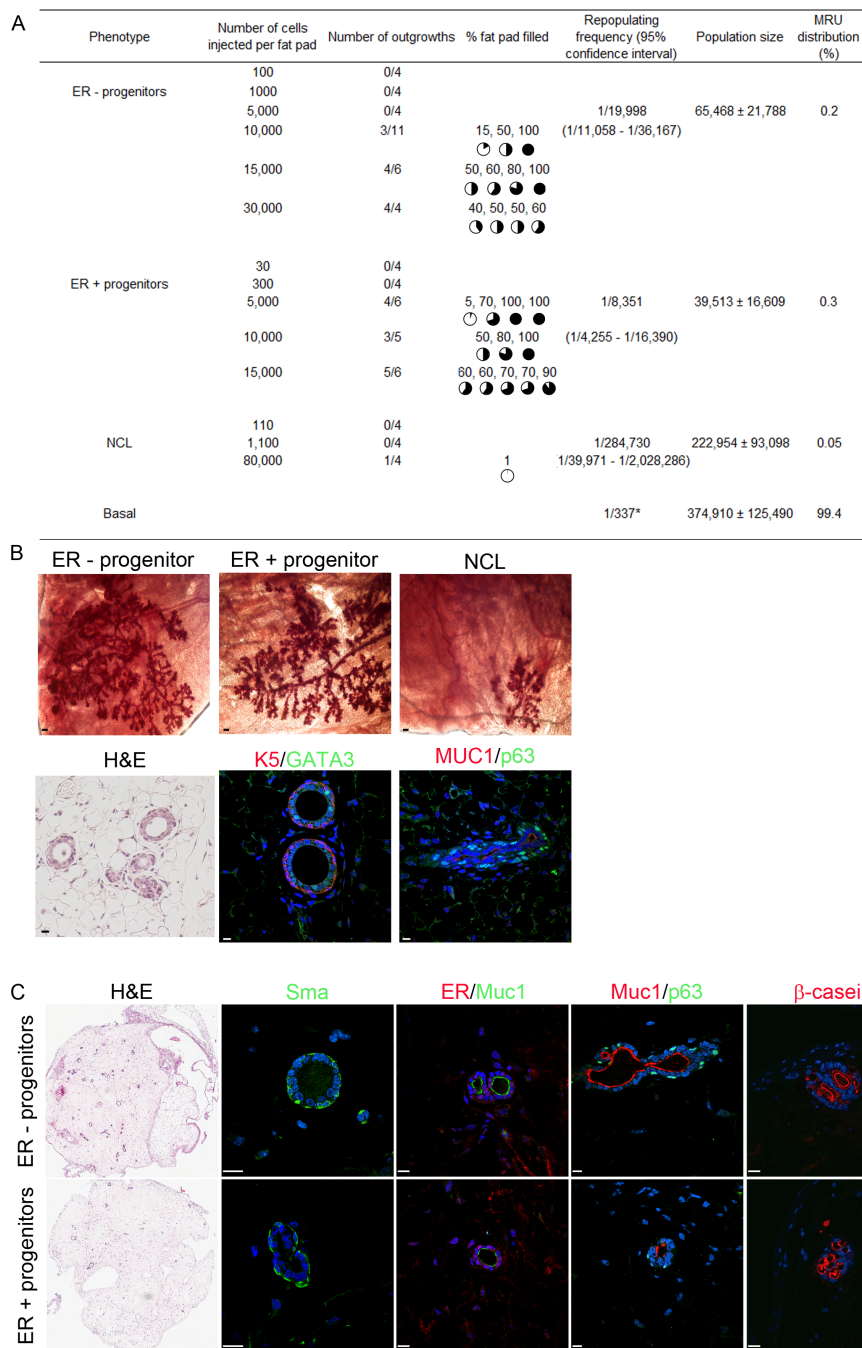 A
Phenotype
Number of cells injected per fat pad
Number of outgrowths
% fat pad filled
Repopulating frequency (95% confidence interval)
Population size
MRU distribution (%)
100 0/4
ER - progenitors 1000 0/4
5,000 0/4 1/19,998 65,468 ± 21,788 0.2
10,000 3/11 15, 50, 100 (1/11,058 - 1/36,167)
15,000 4/6 50, 60, 80, 100
30,000 4/4 40, 50, 50, 60
30 0/4
ER + progenitors 300 0/4
5,000 4/6 5, 70, 100, 100 1/8,351 39,513 ± 16,609 0.3
10,000 3/5 50, 80, 100 (1/4,255 - 1/16,390)
15,000 5/6 60, 60, 70, 70, 90
110 0/4
NCL 1,100 0/4 1/284,730 222,954 ± 93,098 0.05
80,000 1/4 1 (1/39,971 - 1/2,028,286)
Basal 1/337* 374,910 ± 125,490 99.4
B
ER - progenitor ER + progenitor NCL
H&E K5/GATA3 MUC1/p63
C
H&E Sma ER/Muc1 Muc1/p63 β-casei
ER - progenitors
ER + progenitors